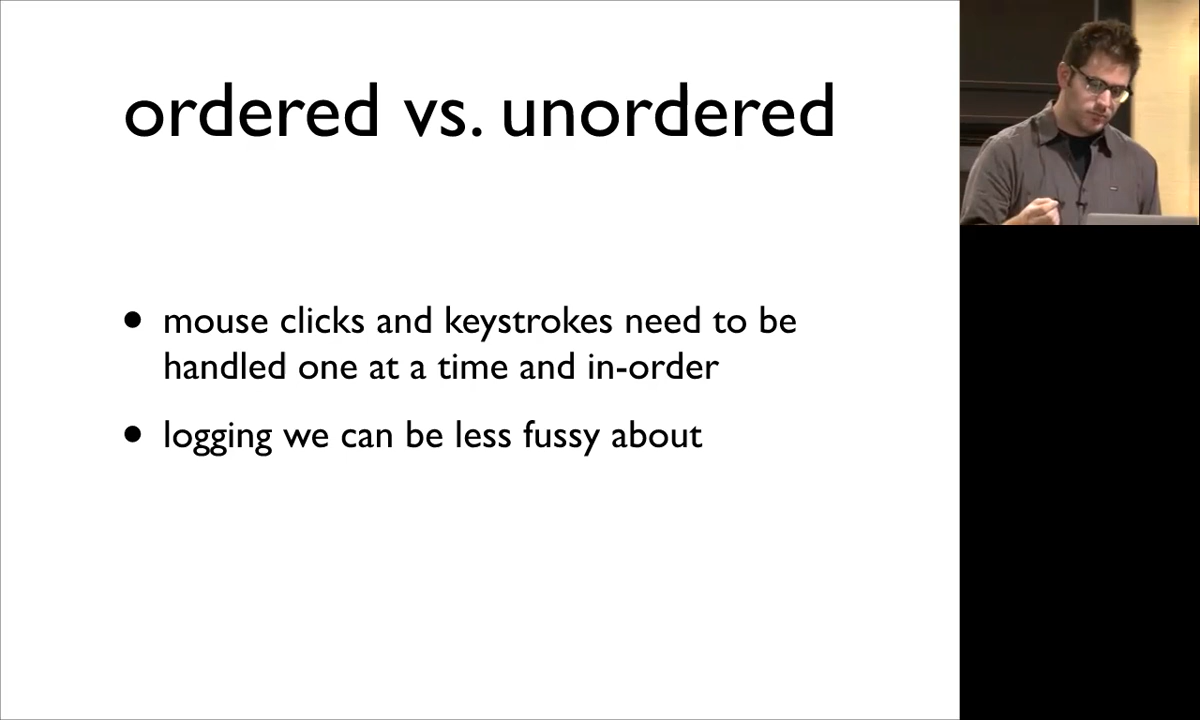 ordered vs. unordered
• mouse clicks and keystrokes need to be
handled one at a time and in-order
• logging we can be less fussy about